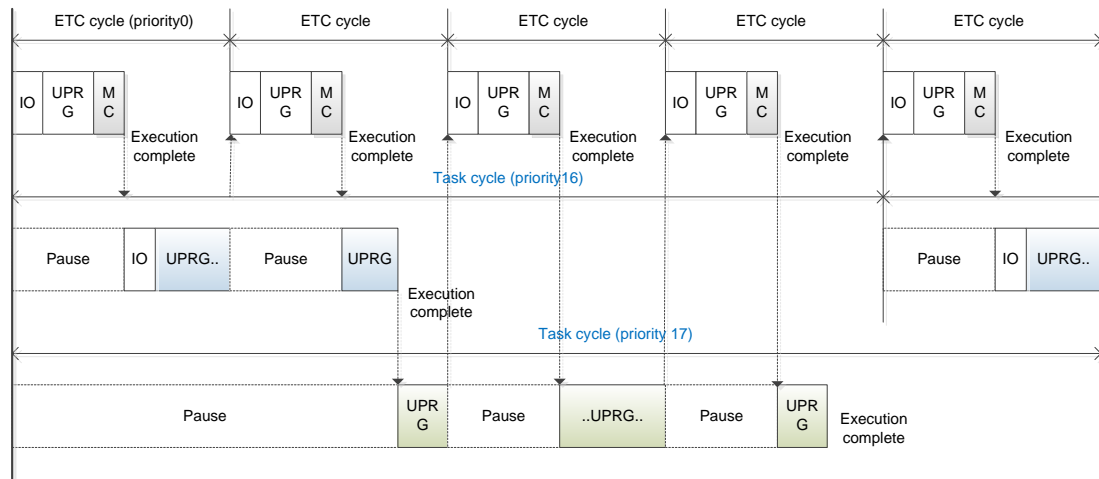 ETC cycle (priority0)
ETC cycle
ETC cycle
ETC cycle
ETC cycle
IO
UPR
G
M
C
IO
UPR
G
M
C
IO
UPR
G
M
C
IO
UPR
G
M
C
IO
UPR
G
M
C
Execution
complete
Execution
complete
Execution
complete
Execution
complete
Execution
complete
Task cycle (priority16)
Pause
IO
UPRG..
Pause
UPRG
Pause
IO
UPRG..
Execution
complete
Task cycle (priority 17)
Pause
UPR
G
Pause
..UPRG..
Pause
UPR
G
Execution
complete